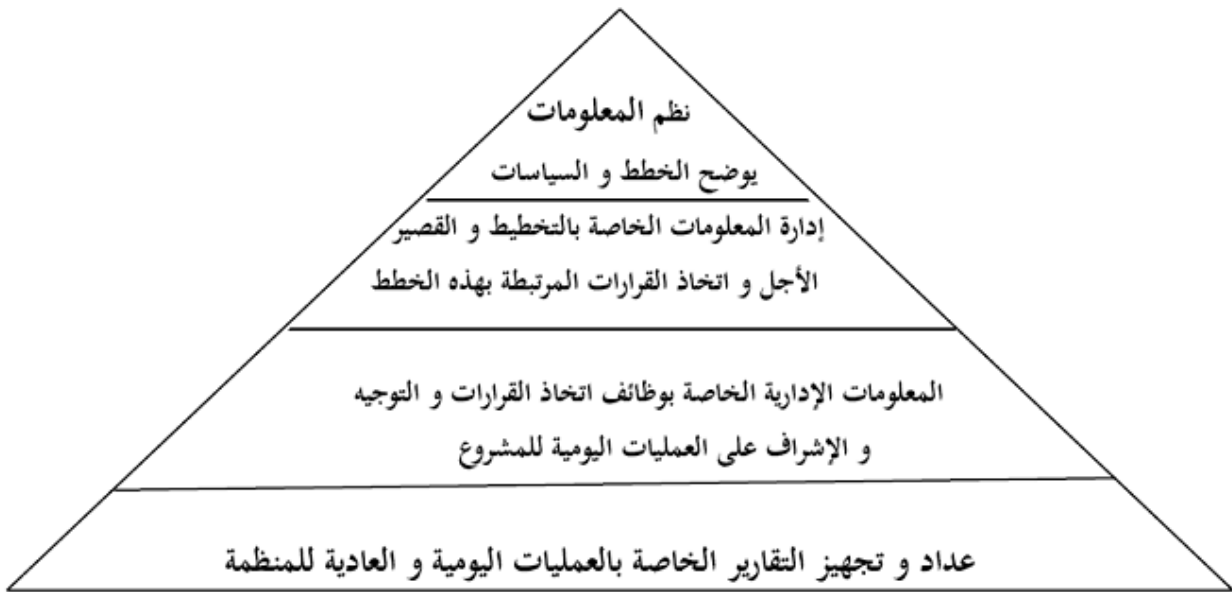 نظم المعلومات
يوضح الخطط و السياسات
إدارة المعلومات الخاصة بالتخطيط و القصير
الأجل و اتخاذ القرارات المرتبطة بهذه الخطط
المعلومات الإدارية الخاصة بوظائف اتخاذ القرارات و التوجيه
و الإشراف على العمليات اليومية للمشروع
عداد و تجهيز التقارير الخاصة بالعمليات اليومية و العادية للمنظمة